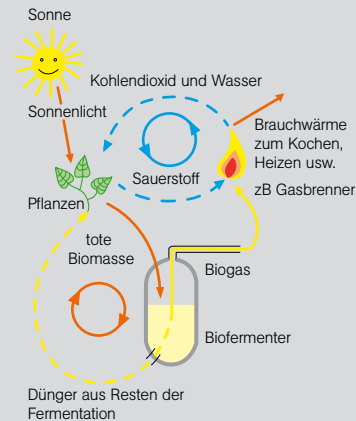 Sonne
Kohlendioxid und Wasser
Sonnenlicht
Brauchwärme
zum Kochen,
Heizen usw.
Sauerstoff
zB Gasbrenner
Pflanzen
tote
Biomasse
Biogas
Biofermenter
Dünger aus Resten der
Fermentation